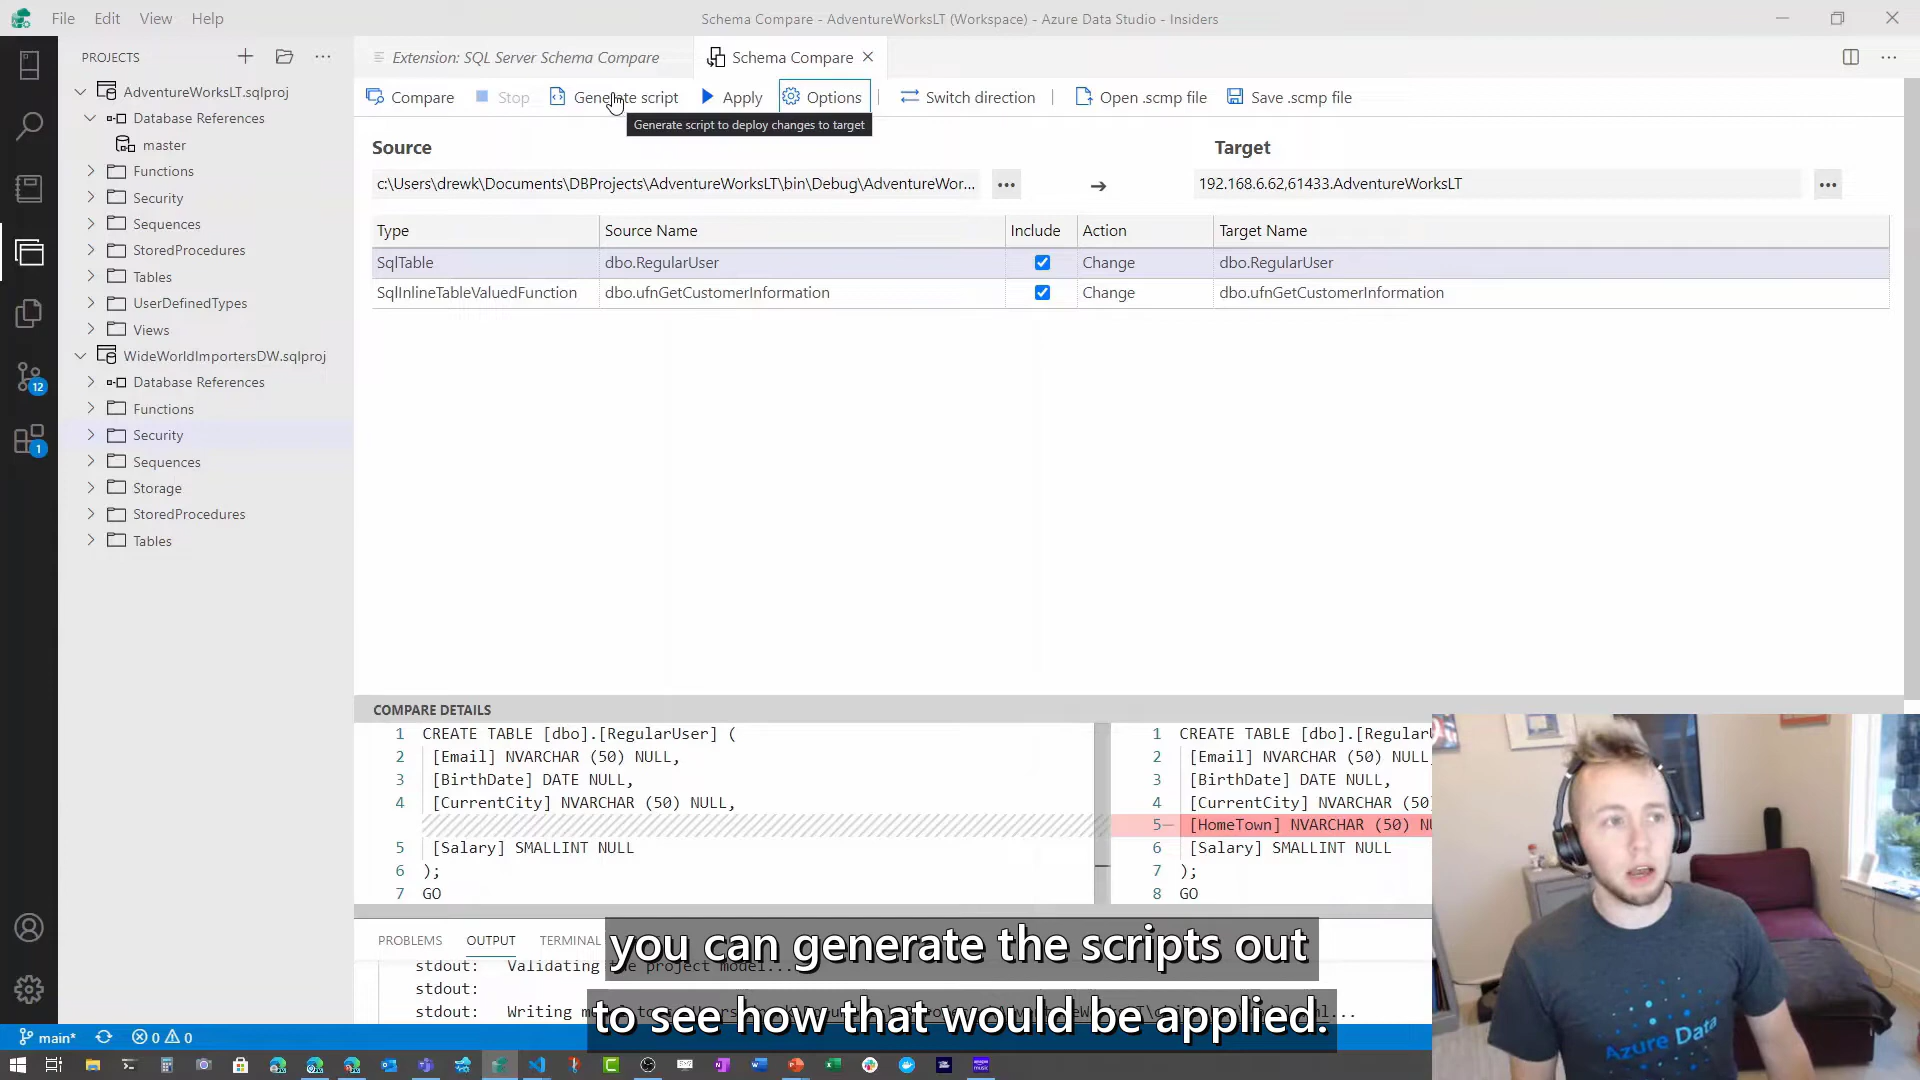 File Edit View Help
Schema Compare - AdventureWorksLT (Workspace) - Azure Data Studio - Insiders
PROJECTS
AdventureWorksLT.sqlproj
Database References
master
Functions
Security
Sequences
StoredProcedures
Tables
UserDefinedTypes
Views
WideWorldImportersDW.sqlproj
Database References
Functions
Security
Sequences
Storage
StoredProcedures
Tables
12
1
Extension: SQL Server Schema Compare
Schema Compare
Compare Stop Generate script Apply Options Switch direction Open .scmp file Save .scmp file
Generate script to deploy changes to target
Source Target
c:\Users\drewk\Documents\DBProjects\AdventureWorksLT\bin\Debug\AdventureWor... 192.168.6.62,61433.AdventureWorksLT
Type Source Name Include Action Target Name
SqlTable dbo.RegularUser Change dbo.RegularUser
SqlInlineTableValuedFunction dbo.ufnGetCustomerInformation Change dbo.ufnGetCustomerInformation
COMPARE DETAILS
1 CREATE TABLE [dbo].[RegularUser] (
2 [Email] NVARCHAR (50) NULL,
3 [BirthDate] DATE NULL,
4 [CurrentCity] NVARCHAR (50) NULL,
5 [Salary] SMALLINT NULL
6 );
7 GO
1 CREATE TABLE [dbo].[RegularU
2 [Email] NVARCHAR (50) NULL
3 [BirthDate] DATE NULL,
4 [CurrentCity] NVARCHAR (50
5— [HomeTown] NVARCHAR (50) NU
6 [Salary] SMALLINT NULL
7 );
8 GO
PROBLEMS OUTPUT TERMINAL
stdout: Validating the project model...
stdout:
stdout: Writing
you can generate the scripts out
to see how that would be applied.
main* 0 0
Azure Data